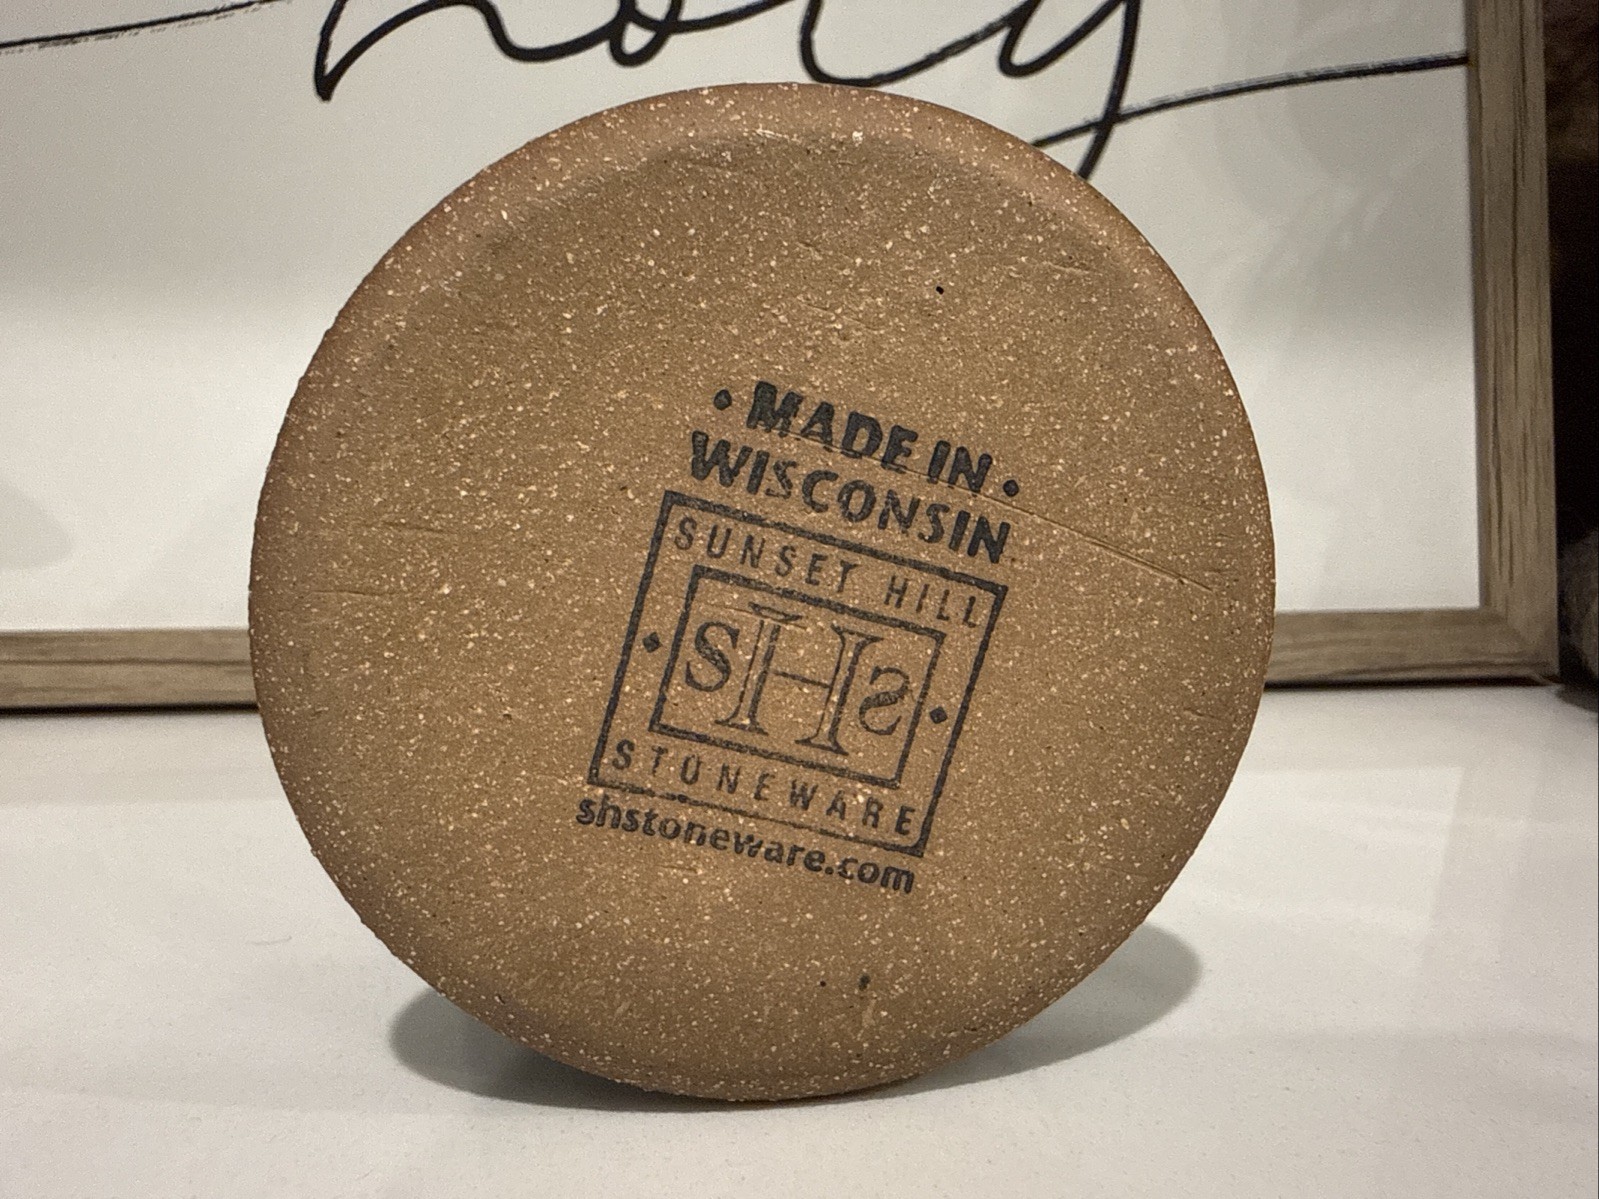 • MADE IN •
WISCONSIN
SUNSET HILL
SHS
STONEWARE
shstoneware.com